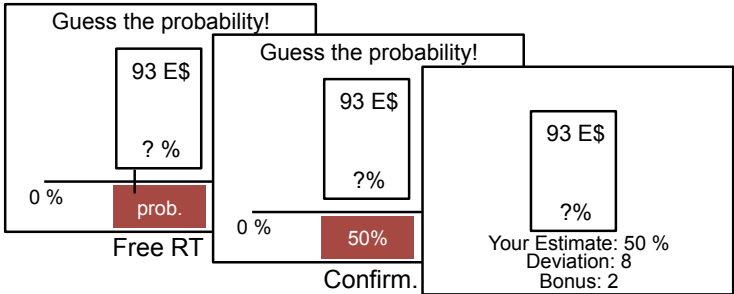 Guess the probability!
93 E$
? %
0 %
prob.
Free RT
Guess the probability!
93 E$
?%
0 %
50%
Confirm.
93 E$
?%
Your Estimate: 50 %
Deviation: 8
Bonus: 2